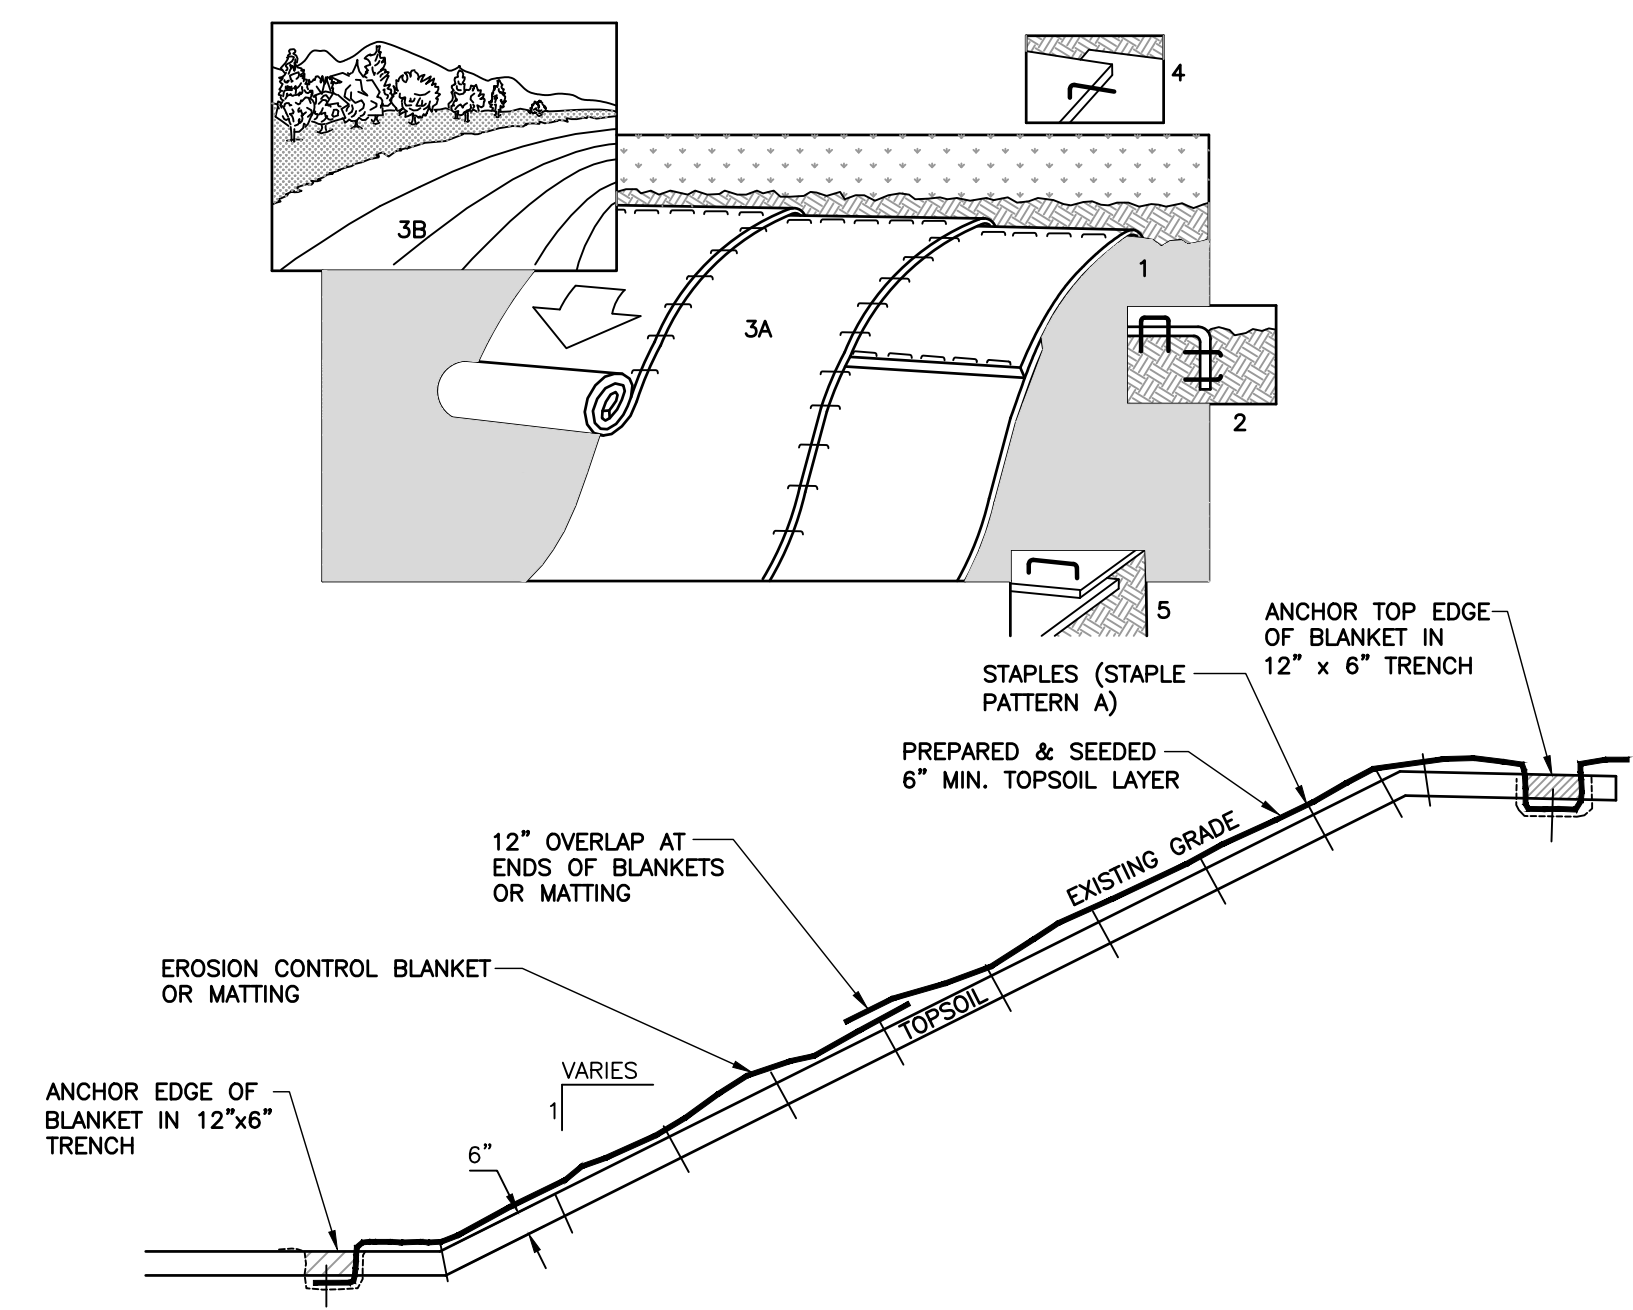 4
3B
1
3A
2
5
ANCHOR TOP EDGE
OF BLANKET IN
12" x 6" TRENCH
STAPLES (STAPLE
PATTERN A)
PREPARED & SEEDED
6" MIN. TOPSOIL LAYER
EXISTING GRADE
12" OVERLAP AT
ENDS OF BLANKETS
OR MATTING
TOPSOIL
EROSION CONTROL BLANKET
OR MATTING
VARIES
1
ANCHOR EDGE OF
BLANKET IN 12"x6"
TRENCH
6"